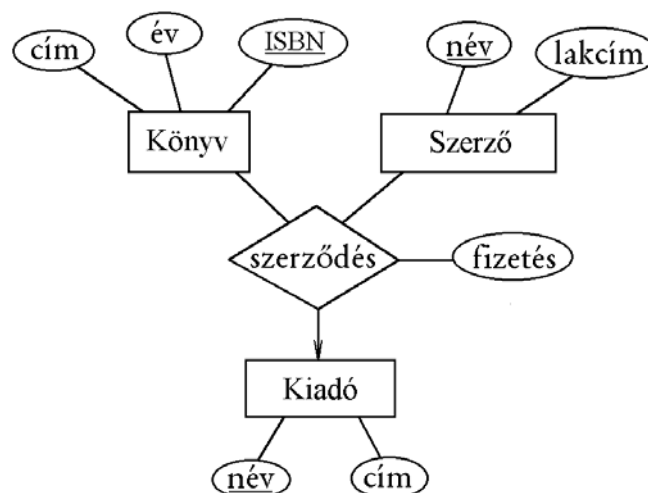 cím
év
ISBN
név
lakcím
Könyv
Szerző
szerződés
fizetés
Kiadó
név
cím